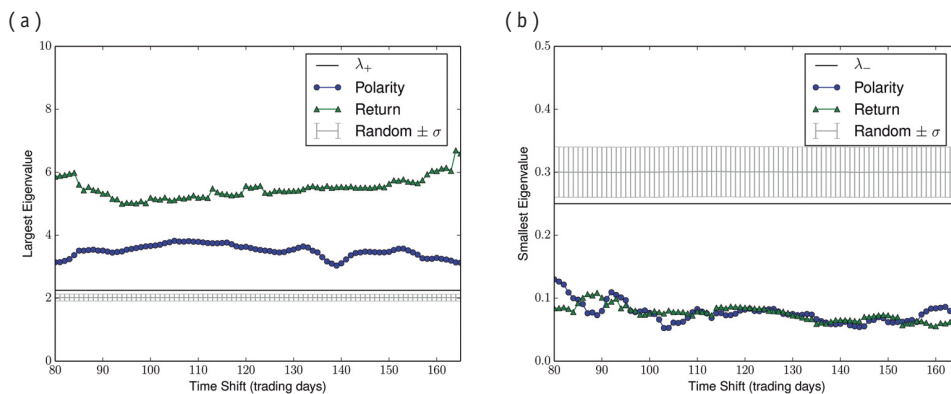 (a)
10
8
6
4
2
0
80 90 100 110 120 130 140 150 160
Largest Eigenvalue
Time Shift (trading days)
λ₊
Polarity
Return
Random ± σ
(b)
0.5
0.4
0.3
0.2
0.1
0.0
80 90 100 110 120 130 140 150 160
Smallest Eigenvalue
Time Shift (trading days)
λ₋
Polarity
Return
Random ± σ